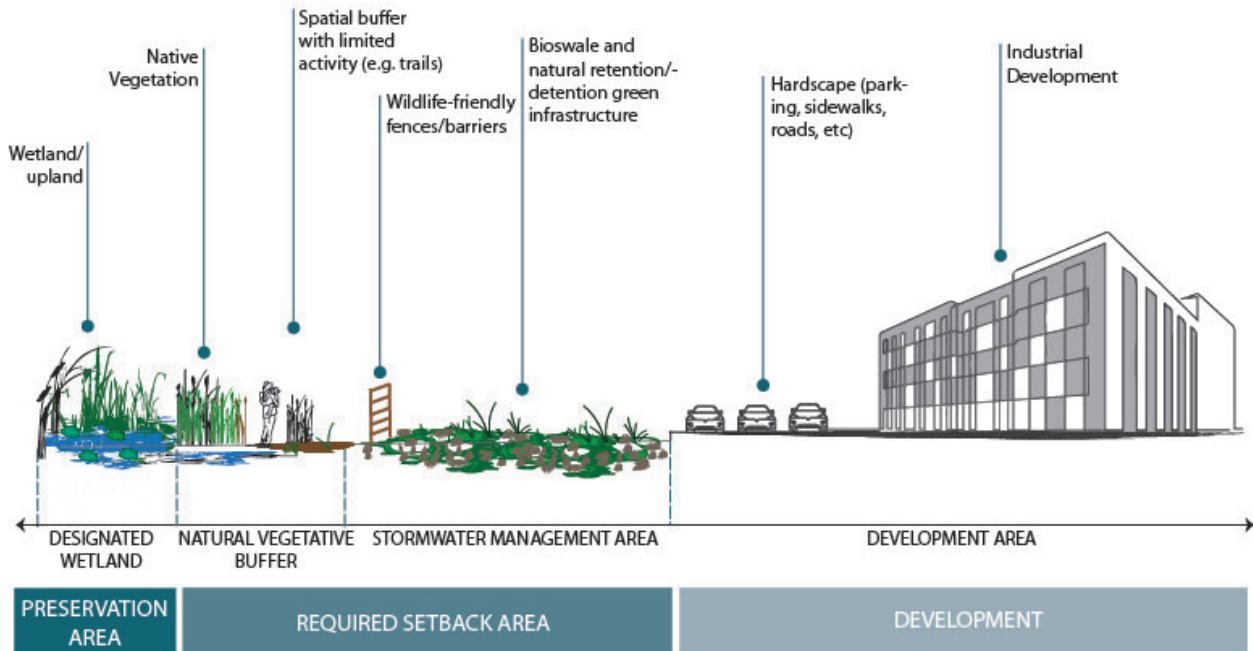 Wetland/
upland
Native
Vegetation
Spatial buffer
with limited
activity (e.g. trails)
Wildlife-friendly
fences/barriers
Bioswale and
natural retention/-
detention green
infrastructure
Hardscape (park-
ing, sidewalks,
roads, etc)
Industrial
Development
DESIGNATED
WETLAND
NATURAL VEGETATIVE
BUFFER
STORMWATER MANAGEMENT AREA
DEVELOPMENT AREA
PRESERVATION
AREA
REQUIRED SETBACK AREA
DEVELOPMENT